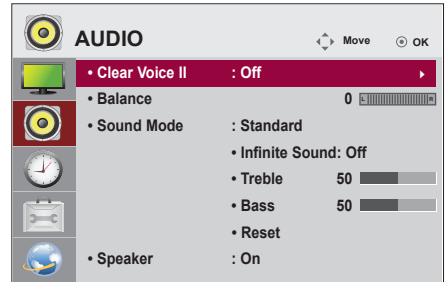 AUDIO
Move
OK
• Clear Voice II : Off
• Balance 0 L R
• Sound Mode : Standard
• Infinite Sound: Off
• Treble 50
• Bass 50
• Reset
• Speaker : On